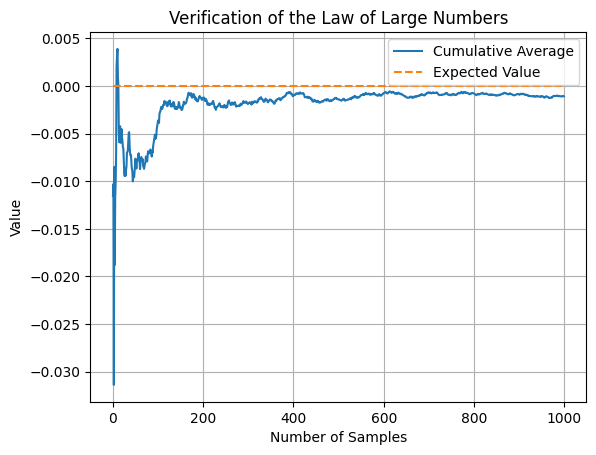 Verification of the Law of Large Numbers
Cumulative Average
Expected Value
0.005
0.000
−0.005
−0.010
−0.015
−0.020
−0.025
−0.030
Value
0
200
400
600
800
1000
Number of Samples